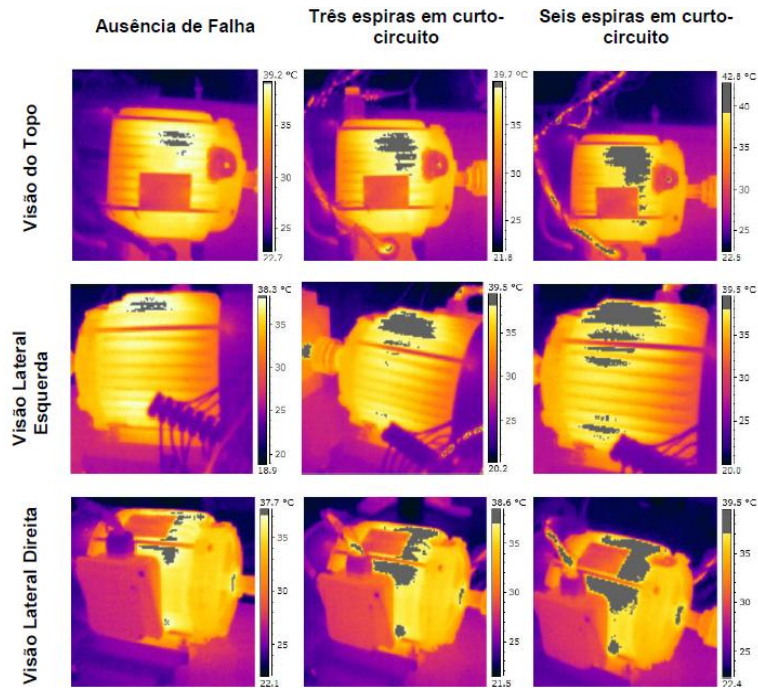 Ausência de Falha
Três espiras em curto-
circuito
Seis espiras em curto-
circuito
Visão do Topo
39.2 °C
35
30
25
22.7
39.7 °C
35
30
25
21.8
42.8 °C
40
35
30
25
22.5
Visão Lateral
Esquerda
38.3 °C
35
30
25
20
18.9
39.5 °C
35
30
25
20.2
39.5 °C
35
30
25
20.0
Visão Lateral Direita
37.7 °C
35
30
25
22.1
38.6 °C
35
30
25
21.5
39.5 °C
35
30
25
22.4